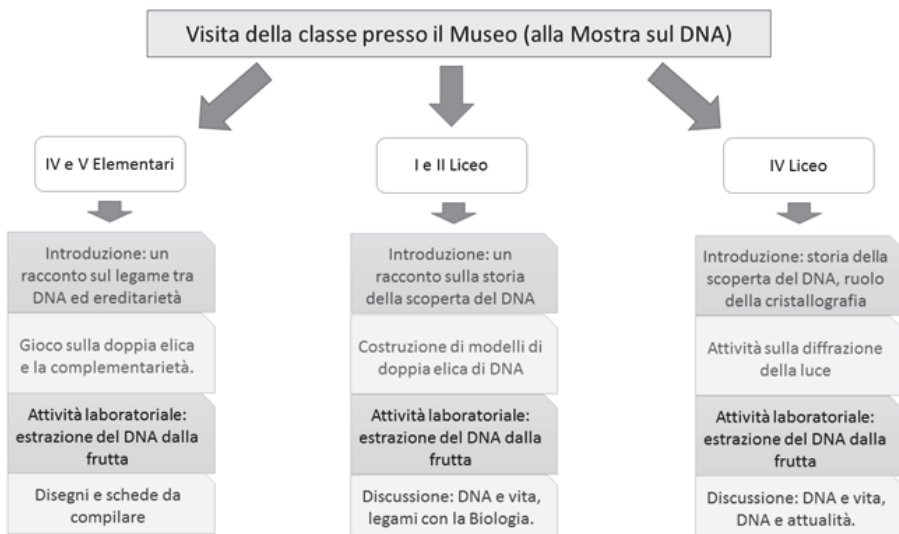 Visita della classe presso il Museo (alla Mostra sul DNA)
IV e V Elementari
Introduzione: un
racconto sul legame tra
DNA ed ereditarietà
Gioco sulla doppia elica
e la complementarietà.
Attività laboratoriale:
estrazione del DNA dalla
frutta
Disegni e schede da
compilare
I e II Liceo
Introduzione: un
racconto sulla storia
della scoperta del DNA
Costruzione di modelli di
doppia elica di DNA
Attività laboratoriale:
estrazione del DNA dalla
frutta
Discussione: DNA e vita,
legami con la Biologia.
IV Liceo
Introduzione: storia della
scoperta del DNA, ruolo
della cristallografia
Attività sulla diffrazione
della luce
Attività laboratoriale:
estrazione del DNA dalla
frutta
Discussione: DNA e vita,
DNA e attualità.